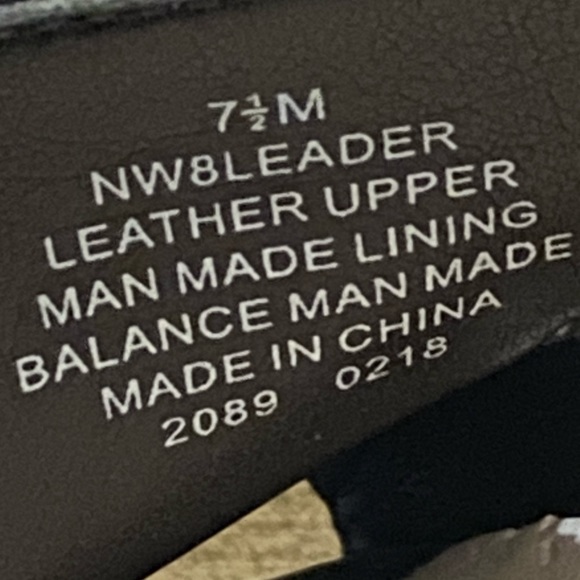 7½M
NW8LEADER
LEATHER UPPER
MAN MADE LINING
BALANCE MAN MADE
MADE IN CHINA
2089 0218